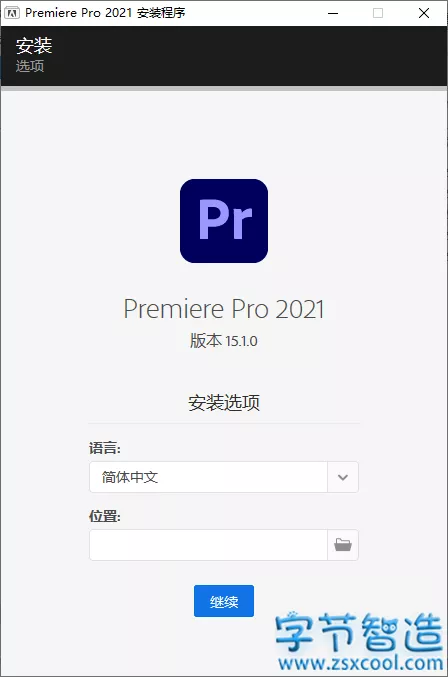 Premiere Pro 2021 安装程序
安装
选项
Pr
Premiere Pro 2021
版本 15.1.0
安装选项
语言:
简体中文
位置:
继续
字节智造
www.zsxcool.com